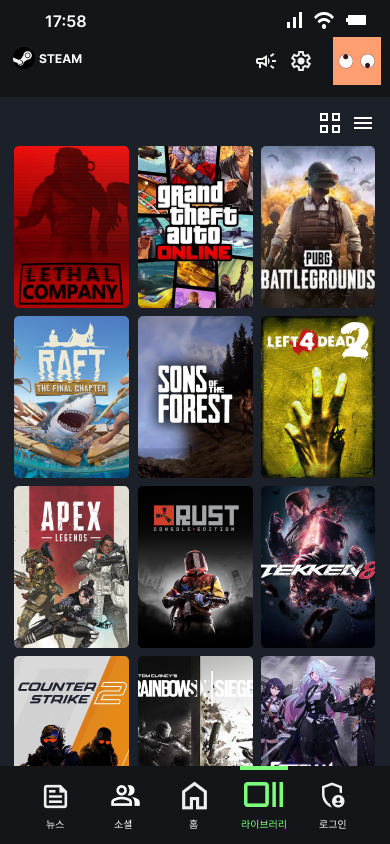 17:58
STEAM
LETHAL
COMPANY
grand
theft
auto
ONLINE
PUBG
BATTLEGROUNDS
RAFT
THE FINAL CHAPTER
SONS OF THE
FOREST
LEFT 4 DEAD 2
APEX
LEGENDS
RUST
CONSOLE EDITION
TEKKEN 8
COUNTER
STRIKE 2
TOM CLANCY'S
RAINBOW SIX SIEGE
뉴스
소셜
홈
라이브러리
로그인